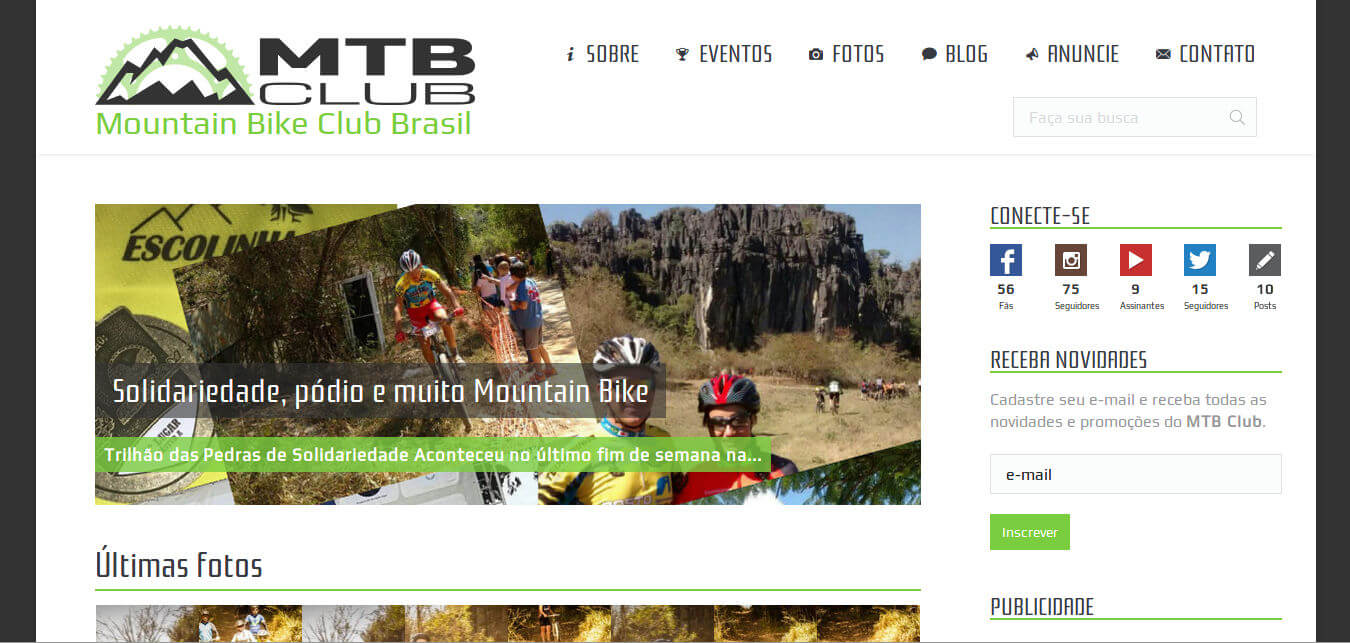 MTB
CLUB
Mountain Bike Club Brasil
SOBRE
EVENTOS
FOTOS
BLOG
ANUNCIE
CONTATO
Faça sua busca
ESCOLINHA
Solidariedade, pódio e muito Mountain Bike
Trilhão das Pedras de Solidariedade Aconteceu no último fim de semana na...
Últimas fotos
CONECTE-SE
56
75
9
15
10
Fãs
Seguidores
Assinantes
Seguidores
Posts
RECEBA NOVIDADES
Cadastre seu e-mail e receba todas as
novidades e promoções do MTB Club.
e-mail
Inscrever
PUBLICIDADE